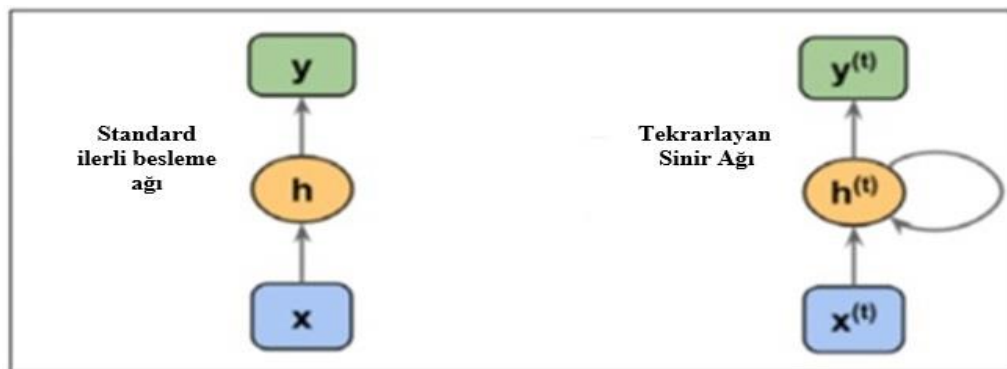 y
Standard
ilerli besleme
ağı
h
x
y(t)
Tekrarlayan
Sinir Ağı
h(t)
x(t)